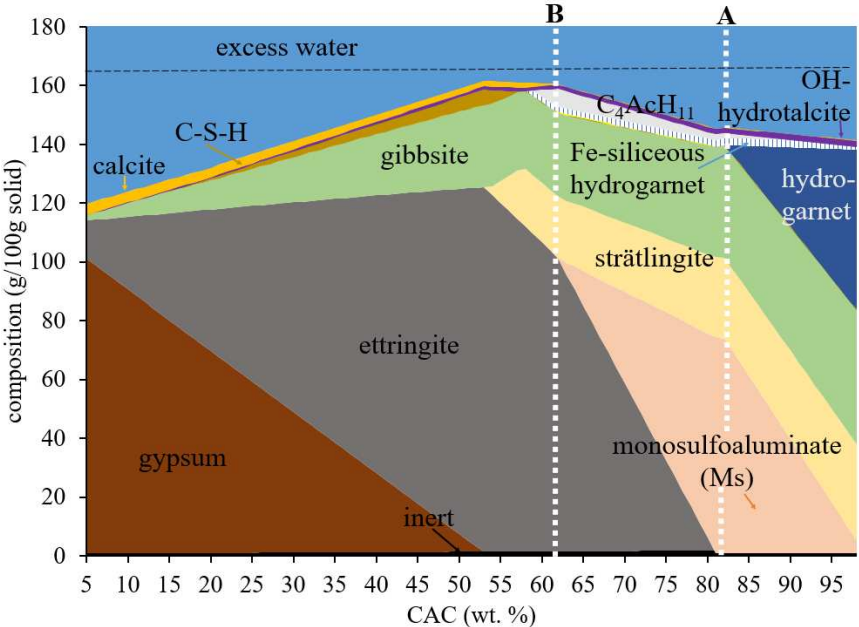 B
A
180
160
140
120
100
80
60
40
20
0
composition (g/100g solid)
excess water
OH-
hydrotalcite
C₄AcH₁₁
C-S-H
calcite
gibbsite
Fe-siliceous
hydrogarnet
hydro-
garnet
strätlingite
ettringite
monosulfoaluminate
(Ms)
gypsum
inert
5 10 15 20 25 30 35 40 45 50 55 60 65 70 75 80 85 90 95
CAC (wt. %)